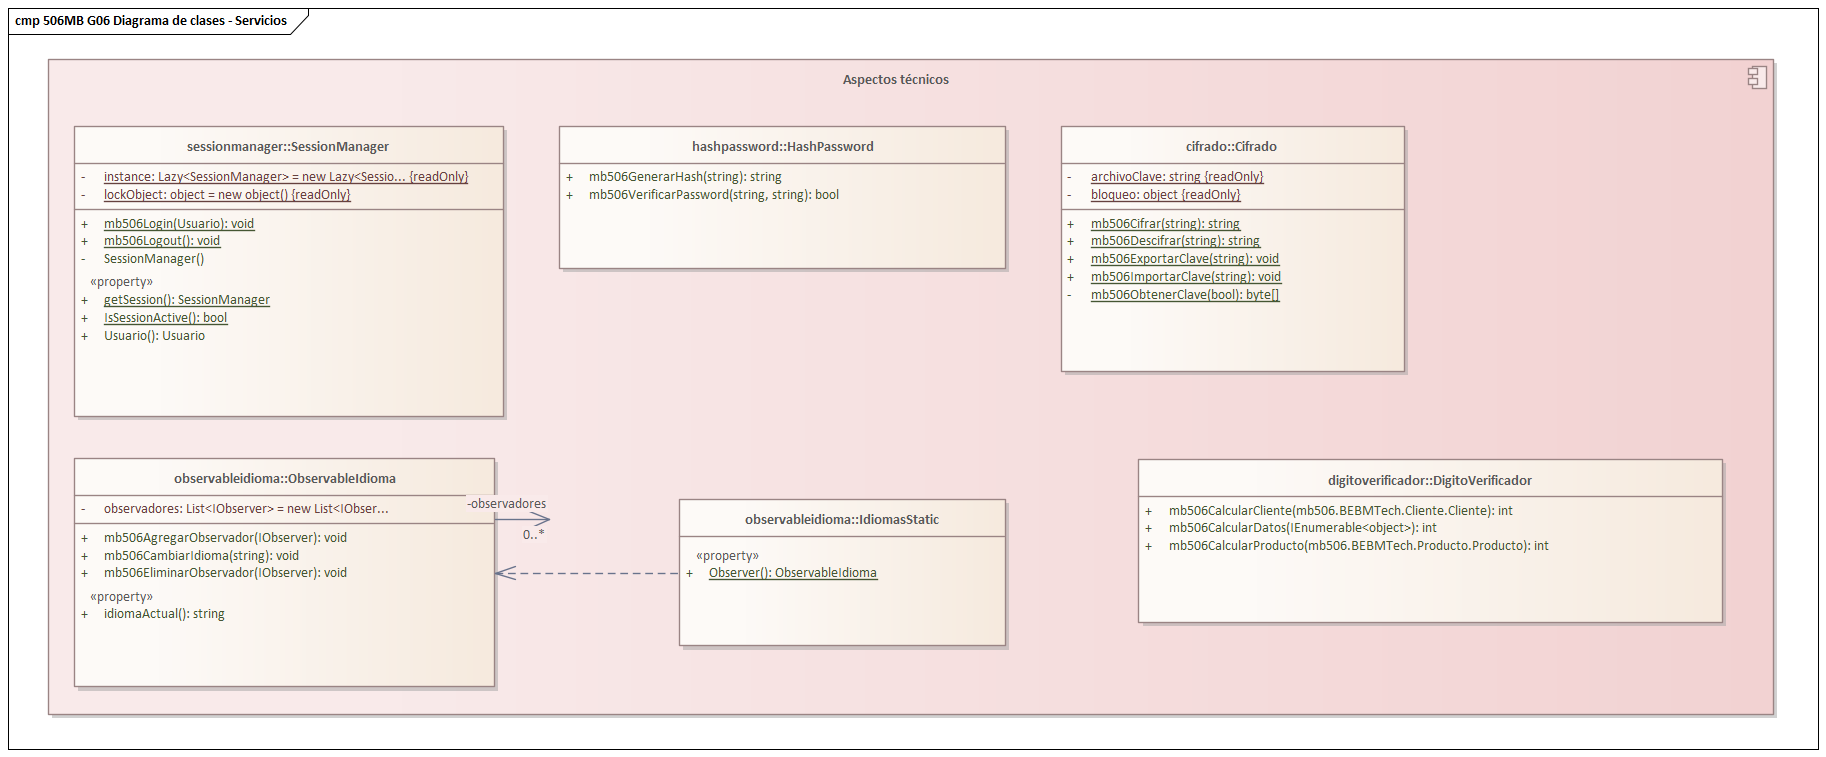 cmp 506MB G06 Diagrama de clases - Servicios
Aspectos técnicos
sessionmanager::SessionManager
- instance: Lazy<SessionManager> = new Lazy<Sessio... {readOnly}
- lockObject: object = new object() {readOnly}
+ mb506Login(Usuario): void
+ mb506Logout(): void
- SessionManager()
«property»
+ getSession(): SessionManager
+ IsSessionActive(): bool
+ Usuario(): Usuario
hashpassword::HashPassword
+ mb506GenerarHash(string): string
+ mb506VerificarPassword(string, string): bool
cifrado::Cifrado
- archivoClave: string {readOnly}
- bloqueo: object {readOnly}
+ mb506Cifrar(string): string
+ mb506Descifrar(string): string
+ mb506ExportarClave(string): void
+ mb506ImportarClave(string): void
- mb506ObtenerClave(bool): byte[]
observableidioma::ObservableIdioma
- observadores: List<IObserver> = new List<IObser...
+ mb506AgregarObservador(IObserver): void
+ mb506CambiarIdioma(string): void
+ mb506EliminarObservador(IObserver): void
«property»
+ idiomaActual(): string
-observadores
0..*
observableidioma::IdiomasStatic
«property»
+ Observer(): ObservableIdioma
digitoverificador::DigitoVerificador
+ mb506CalcularCliente(mb506.BEBMTech.Cliente.Cliente): int
+ mb506CalcularDatos(IEnumerable<object>): int
+ mb506CalcularProducto(mb506.BEBMTech.Producto.Producto): int